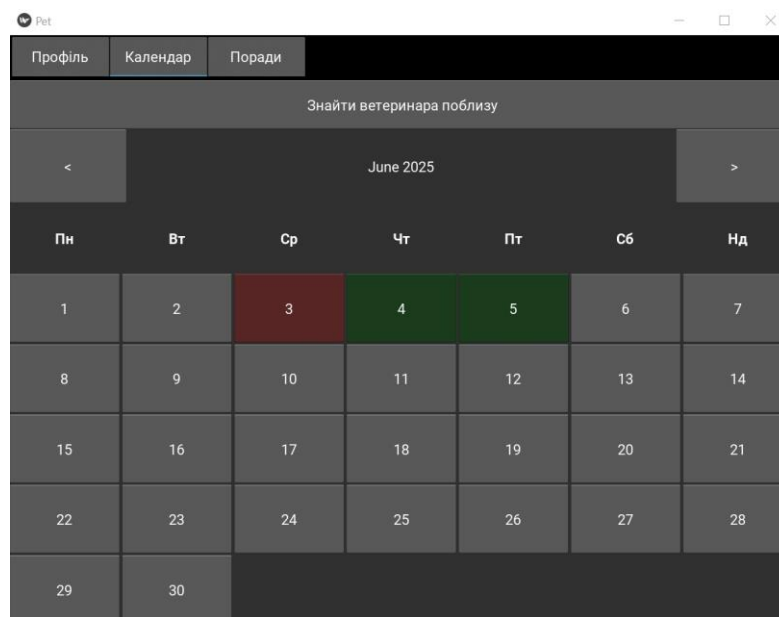 Pet
Профіль Календар Поради
Знайти ветеринара поблизу
< June 2025 >
Пн Вт Ср Чт Пт Сб Нд
1 2 3 4 5 6 7
8 9 10 11 12 13 14
15 16 17 18 19 20 21
22 23 24 25 26 27 28
29 30